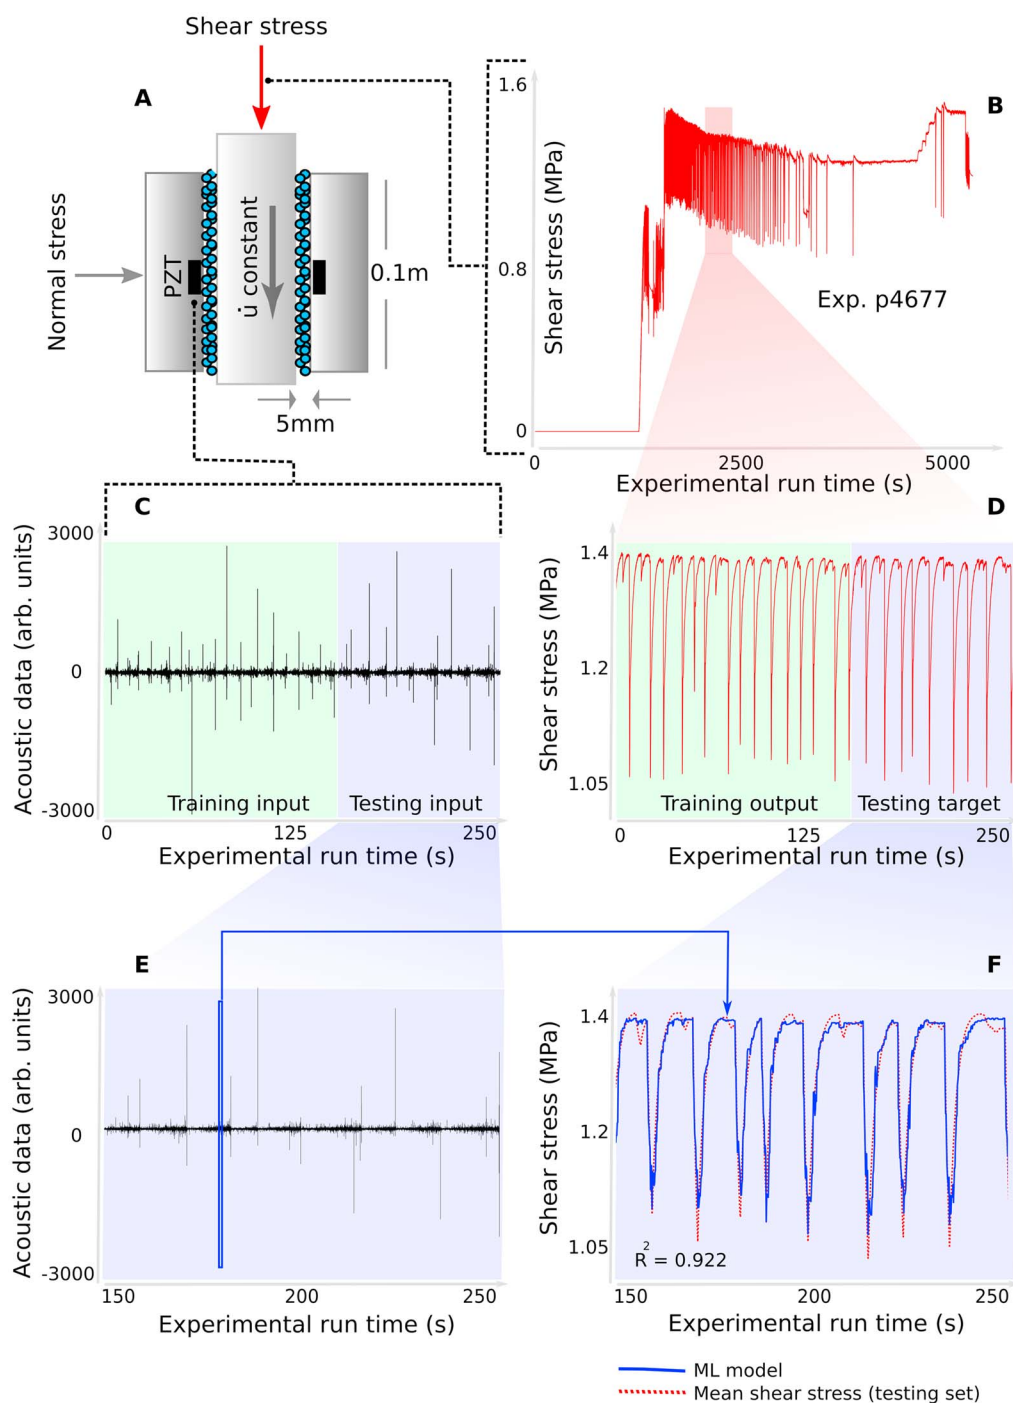 Shear stress
A
Normal stress
PZT
u̇ constant
0.1m
5mm
B
1.6
0.8
0
Shear stress (MPa)
Exp. p4677
0
2500
5000
Experimental run time (s)
C
3000
0
-3000
Acoustic data (arb. units)
Training input
Testing input
0
125
250
Experimental run time (s)
D
1.4
1.2
1.05
Shear stress (MPa)
Training output
Testing target
0
125
250
Experimental run time (s)
E
3000
0
-3000
Acoustic data (arb. units)
150
200
250
Experimental run time (s)
F
1.4
1.2
1.05
Shear stress (MPa)
R² = 0.922
150
200
250
Experimental run time (s)
ML model
Mean shear stress (testing set)